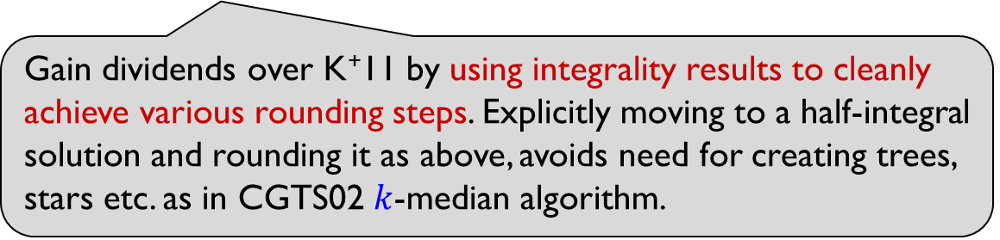 Gain dividends over K⁺11 by using integrality results to cleanly
achieve various rounding steps. Explicitly moving to a half-integral
solution and rounding it as above, avoids need for creating trees,
stars etc. as in CGTS02 k-median algorithm.